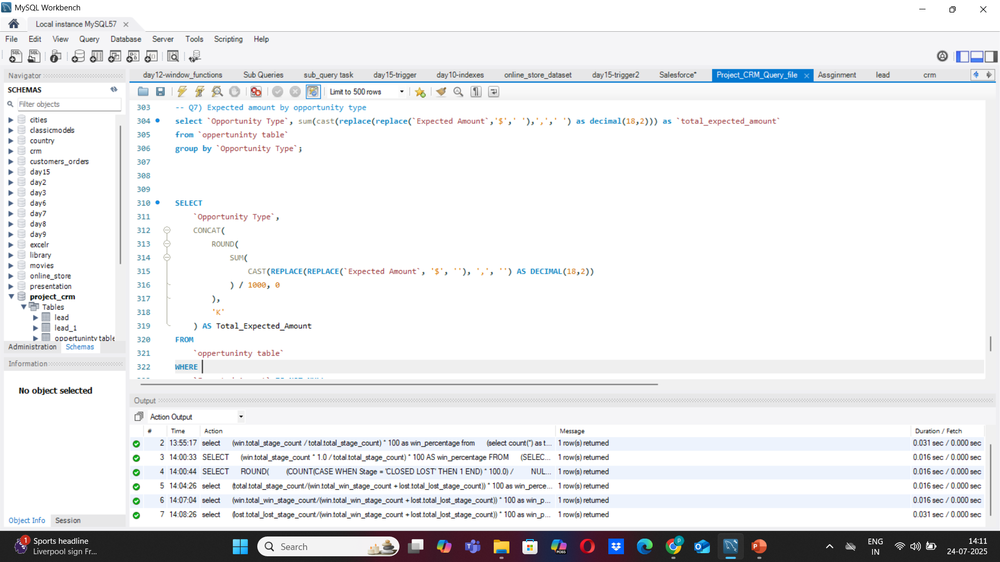 MySQL Workbench
Local instance MySQL57
File Edit View Query Database Server Tools Scripting Help
Navigator
SCHEMAS
Filter objects
cities
classicmodels
country
crm
customers_orders
day15
day2
day3
day6
day7
day8
day9
excelr
library
movies
online_store
presentation
project_crm
Tables
lead
lead_1
oppertuninty table
Administration Schemas
Information
No object selected
Object Info Session
day12-window_functions Sub Queries sub_query task day15-trigger day10-indexes online_store_dataset day15-trigger2 Salesforce* Project_CRM_Query_file Assginment lead crm
Limit to 500 rows
303 -- Q7) Expected amount by opportunity type
304 select `Opportunity Type`, sum(cast(replace(replace(`Expected Amount`,'$',' '),',',' ') as decimal(18,2))) as `total_expected_amount`
305 from `oppertuninty table`
306 group by `Opportunity Type`;
307
308
309
310 SELECT
311 `Opportunity Type`,
312 CONCAT(
313 ROUND(
314 SUM(
315 CAST(REPLACE(REPLACE(`Expected Amount`, '$', ''), ',', '') AS DECIMAL(18,2))
316 ) / 1000, 0
317 ),
318 'K'
319 ) AS Total_Expected_Amount
320 FROM
321 `oppertuninty table`
322 WHERE
Output
Action Output
# Time Action Message Duration / Fetch
2 13:55:17 select (win.total_stage_count / total.total_stage_count) * 100 as win_percentage from (select count(*) as t... 1 row(s) returned 0.031 sec / 0.000 sec
3 14:00:33 SELECT (win.total_stage_count * 1.0 / total.total_stage_count) * 100 AS win_percentage FROM (SELEC... 1 row(s) returned 0.016 sec / 0.000 sec
4 14:00:44 SELECT ROUND( (COUNT(CASE WHEN Stage = 'CLOSED LOST' THEN 1 END) * 100.0) / NUL... 1 row(s) returned 0.016 sec / 0.000 sec
5 14:04:26 select (total.total_stage_count/(win.total_win_stage_count + lost.total_lost_stage_count)) * 100 as win_perce... 1 row(s) returned 0.016 sec / 0.000 sec
6 14:07:04 select (win.total_win_stage_count/(win.total_win_stage_count + lost.total_lost_stage_count)) * 100 as win_p... 1 row(s) returned 0.016 sec / 0.000 sec
7 14:08:26 select (lost.total_lost_stage_count/(win.total_win_stage_count + lost.total_lost_stage_count)) * 100 as win_p... 1 row(s) returned 0.031 sec / 0.000 sec
1
Sports headline
Liverpool sign Fr...
Search
M365
P
ENG
IN
14:11
24-07-2025